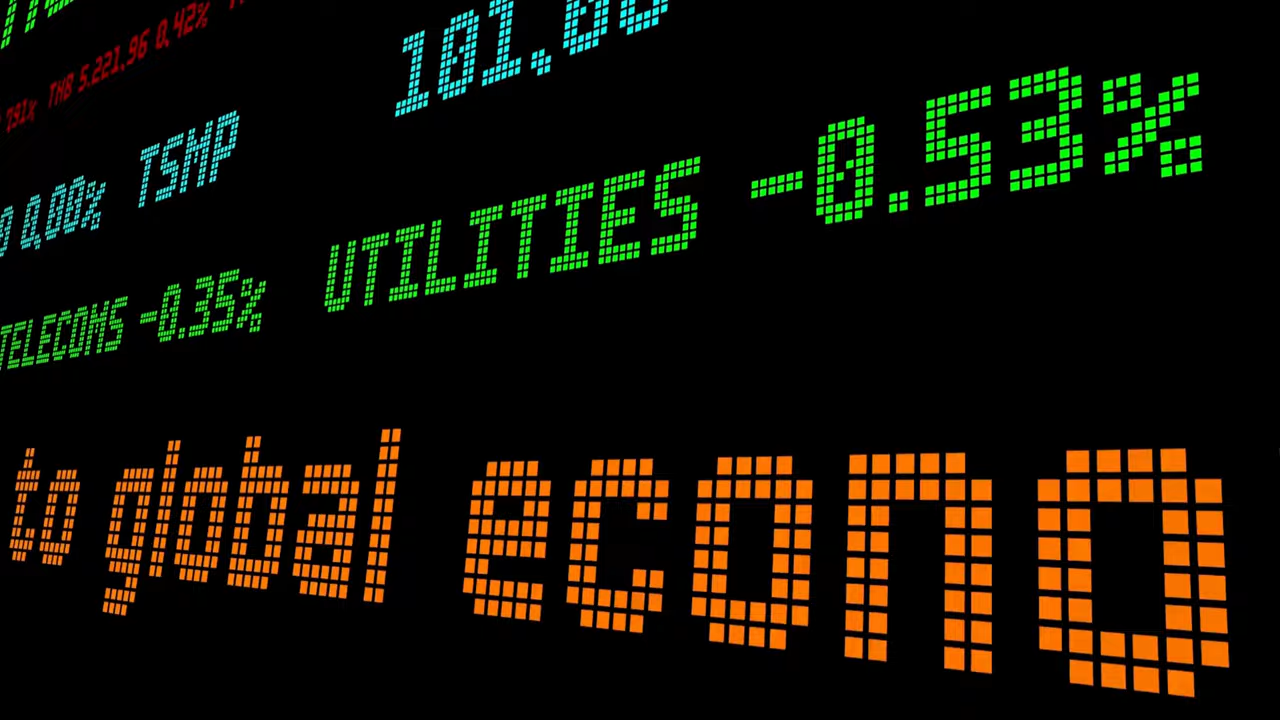 TMB 5.221,96 0,42%
0,00% TSMP 101,00
TELECOMS -0.35% UTILITIES -0.53%
to global econo